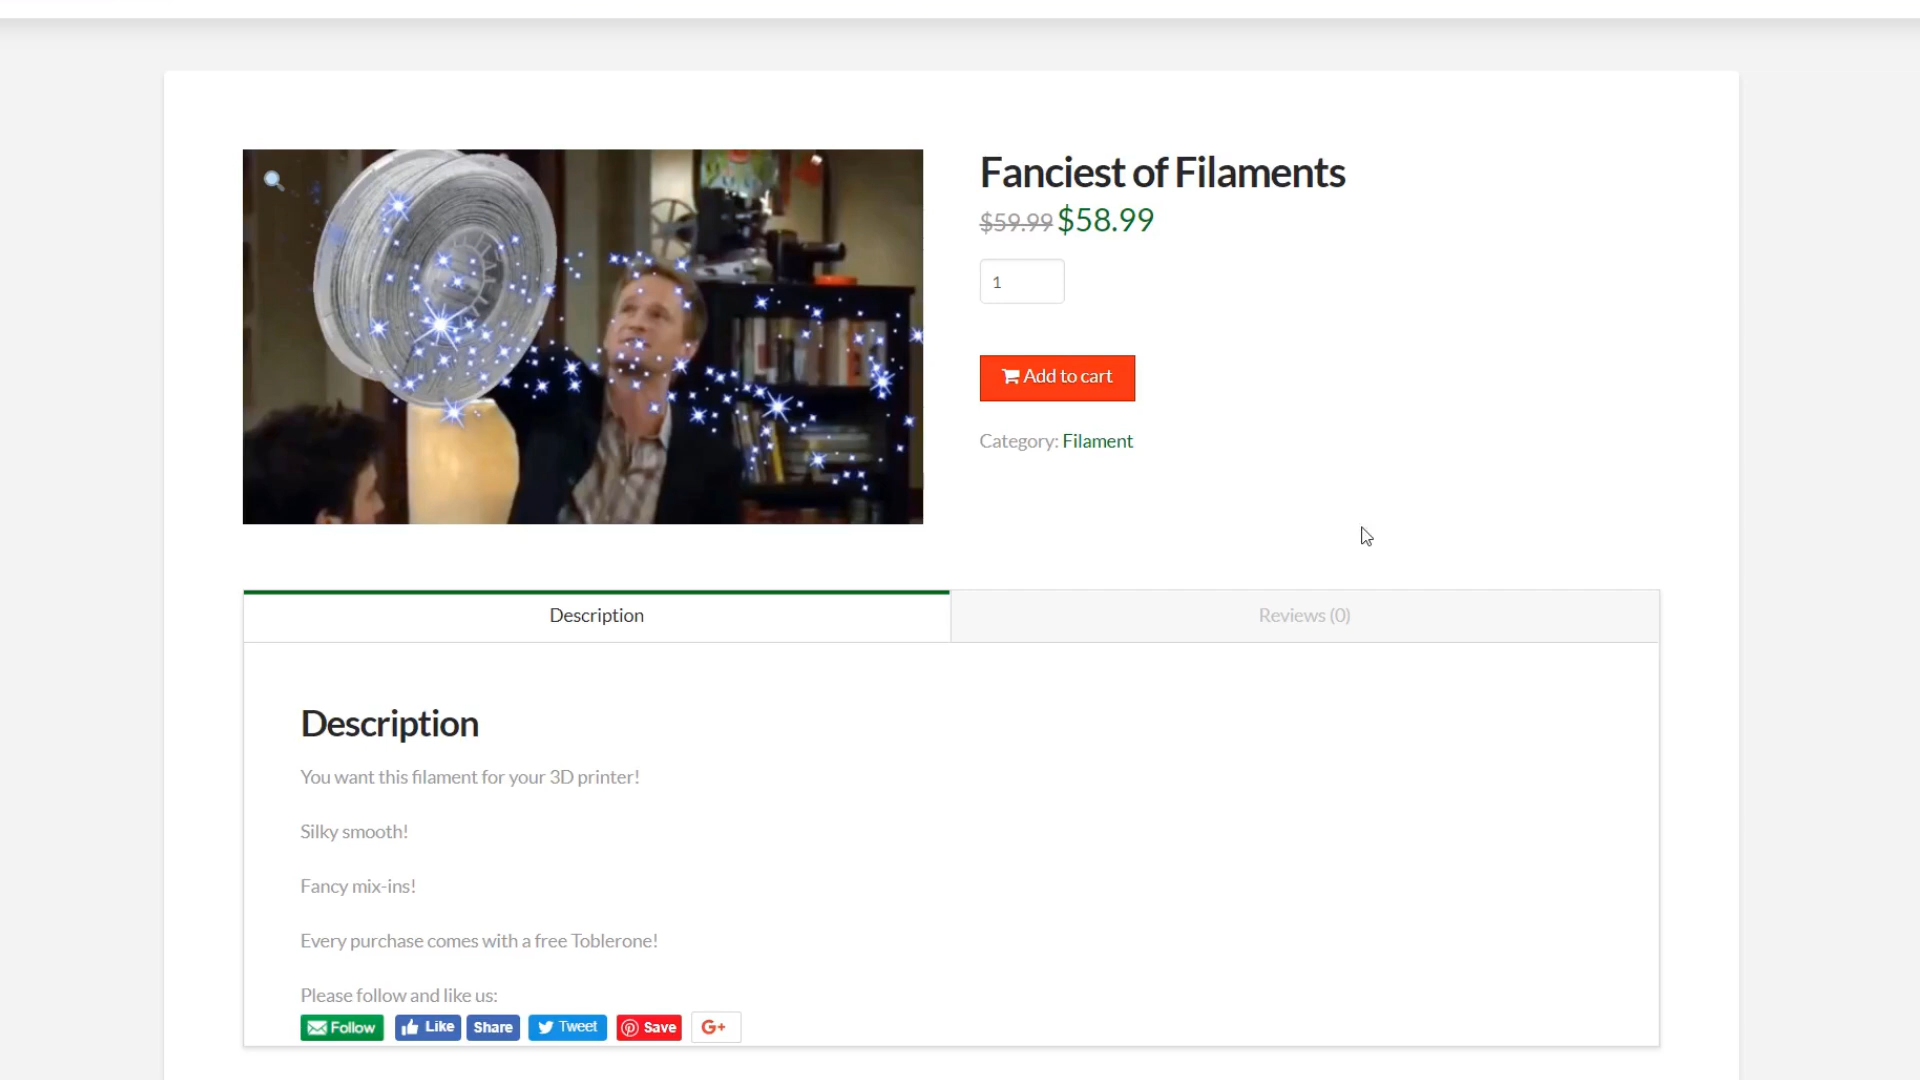 Fanciest of Filaments
$59.99 $58.99
1
Add to cart
Category: Filament
Description
Reviews (0)
Description
You want this filament for your 3D printer!
Silky smooth!
Fancy mix-ins!
Every purchase comes with a free Toblerone!
Please follow and like us:
Follow Like Share Tweet Save G+